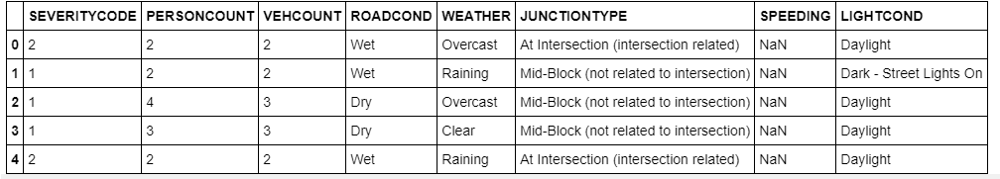 SEVERITYCODE PERSONCOUNT VEHCOUNT ROADCOND WEATHER JUNCTIONTYPE SPEEDING LIGHTCOND
0 2 2 2 Wet Overcast At Intersection (intersection related) NaN Daylight
1 1 2 2 Wet Raining Mid-Block (not related to intersection) NaN Dark - Street Lights On
2 1 4 3 Dry Overcast Mid-Block (not related to intersection) NaN Daylight
3 1 3 3 Dry Clear Mid-Block (not related to intersection) NaN Daylight
4 2 2 2 Wet Raining At Intersection (intersection related) NaN Daylight